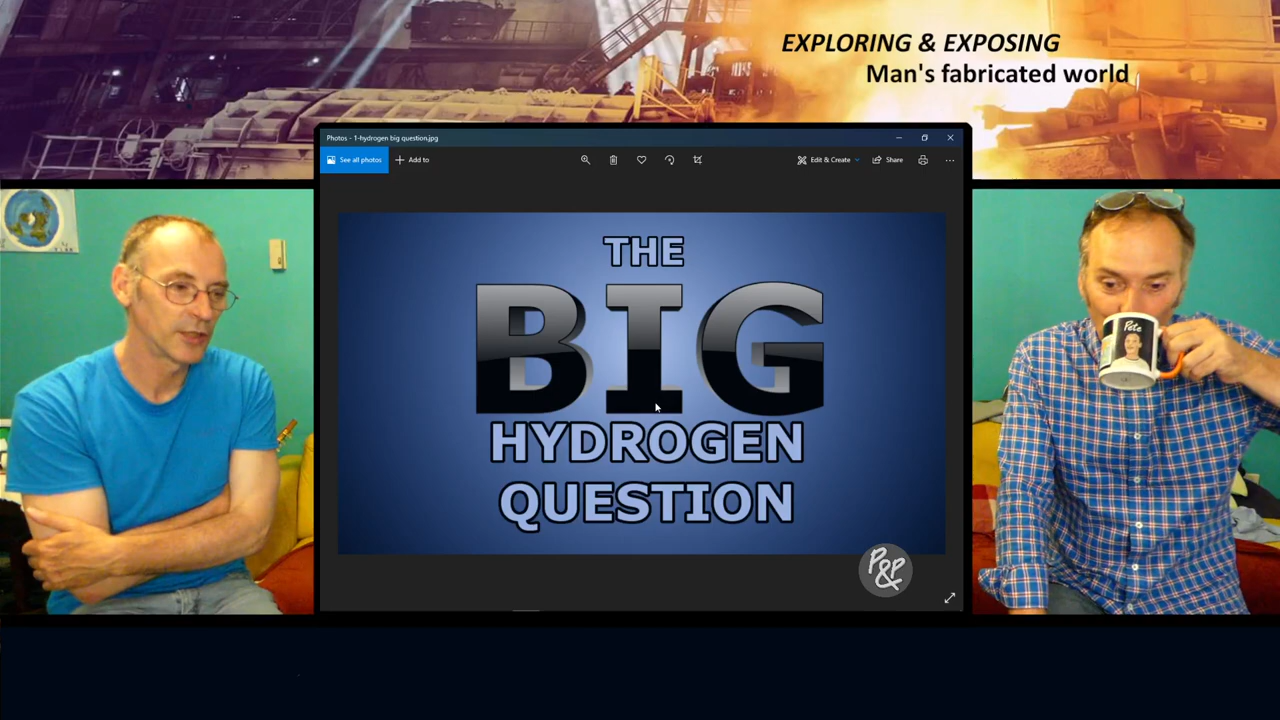 EXPLORING & EXPOSING
Man's fabricated world
Photos - 1-hydrogen big question.jpg
See all photos
Add to
Edit & Create
Share
THE
BIG
HYDROGEN
QUESTION
Pete
P&P